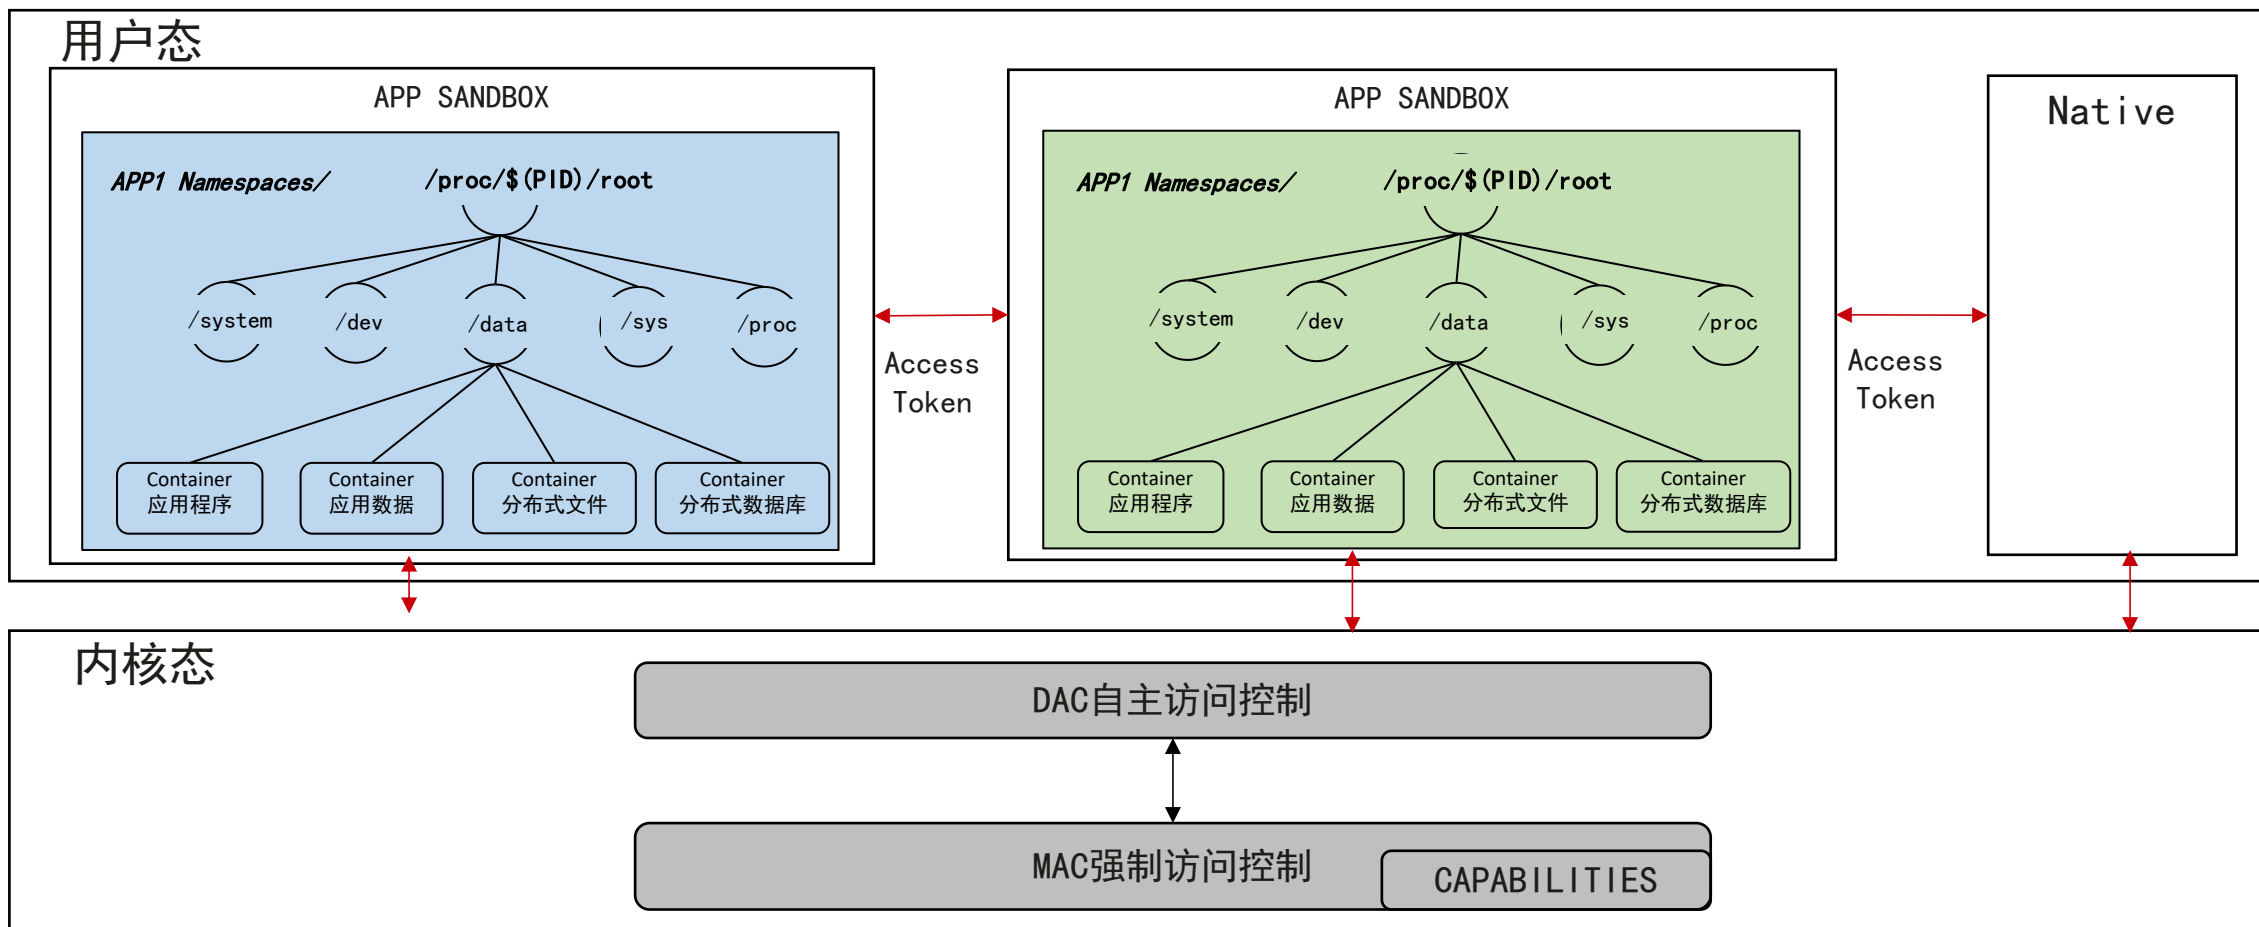 用户态
APP SANDBOX
APP1 Namespaces/
/proc/$(PID)/root
/system
/dev
/data
/sys
/proc
Container
应用程序
Container
应用数据
Container
分布式文件
Container
分布式数据库
Access
Token
APP SANDBOX
APP1 Namespaces/
/proc/$(PID)/root
/system
/dev
/data
/sys
/proc
Container
应用程序
Container
应用数据
Container
分布式文件
Container
分布式数据库
Access
Token
Native
内核态
DAC自主访问控制
MAC强制访问控制
CAPABILITIES